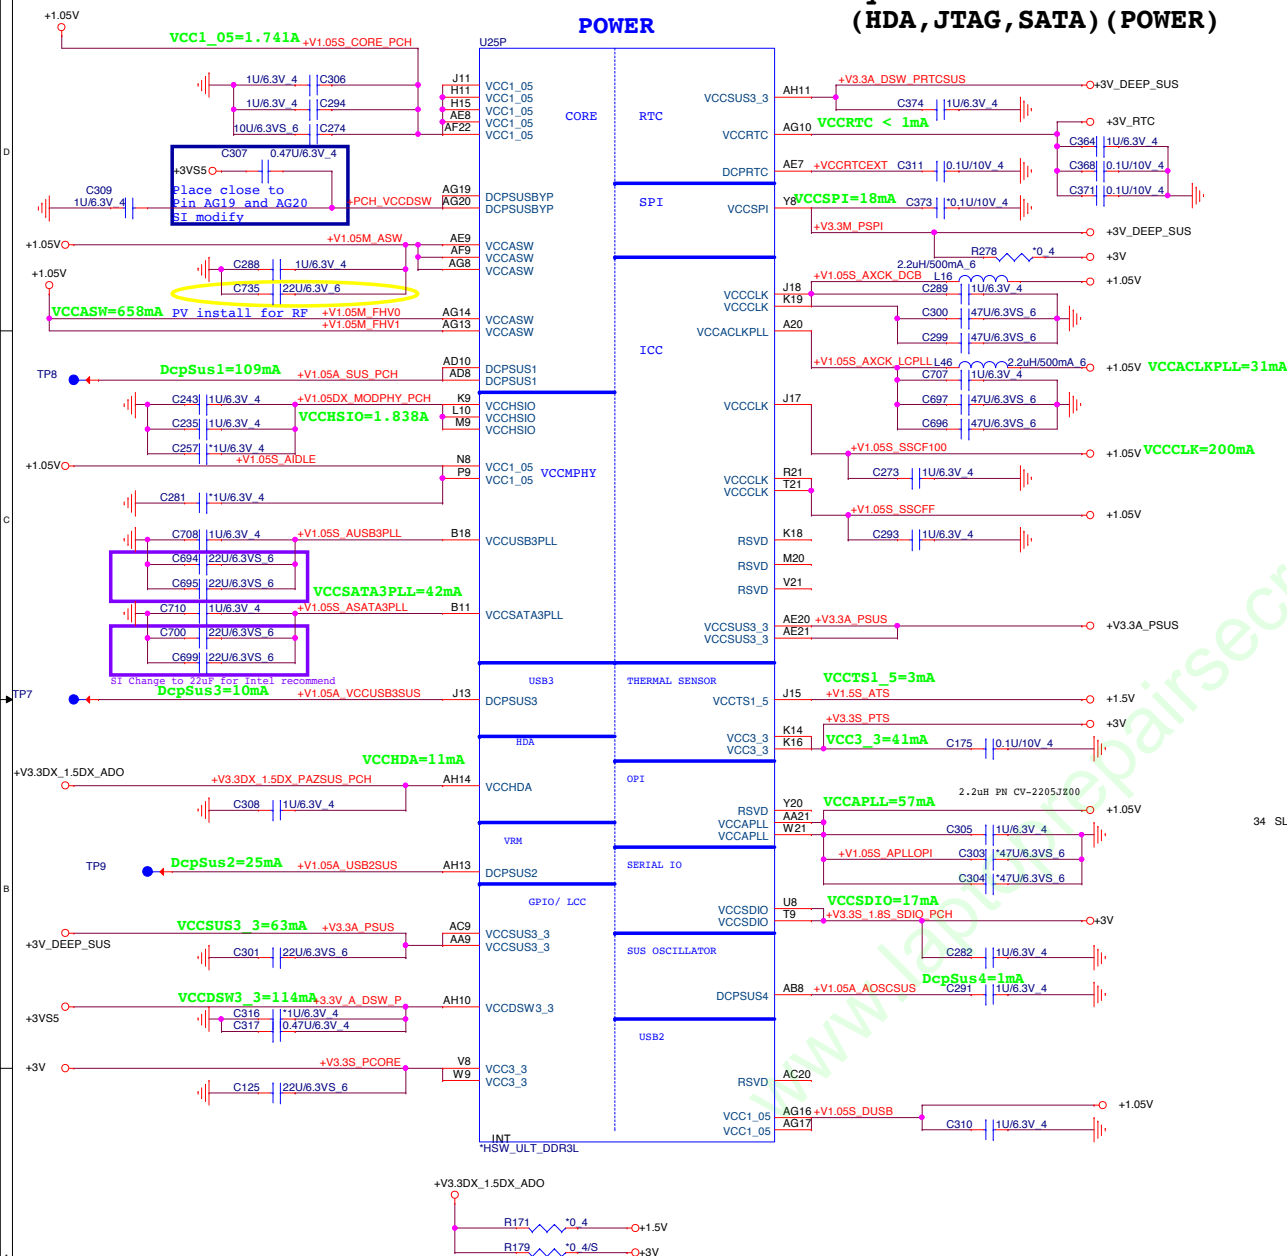 (HDA,JTAG,SATA)(POWER)
POWER
U25P
+1.05V
VCC1_05=1.741A
+V1.05S_CORE_PCH
1U/6.3V_4 C306
1U/6.3V_4 C294
10U/6.3VS_6 C274
J11 VCC1_05
H11 VCC1_05
H15 VCC1_05
AE8 VCC1_05
AF22 VCC1_05
CORE
RTC
C307 0.47U/6.3V_4
+3VS5
Place close to
Pin AG19 and AG20
SI modify
C309
1U/6.3V_4
+PCH_VCCDSW
AG19 DCPSUSBYP
AG20 DCPSUSBYP
SPI
+1.05V
+V1.05M_ASW
AE9 VCCASW
AF9 VCCASW
AG8 VCCASW
C288 1U/6.3V_4
C735 22U/6.3V_6
+1.05V
VCCASW=658mA
PV install for RF
+V1.05M_FHV0
+V1.05M_FHV1
AG14 VCCASW
AG13 VCCASW
ICC
TP8
DcpSus1=109mA
+V1.05A_SUS_PCH
AD10 DCPSUS1
AD8 DCPSUS1
C243 1U/6.3V_4
+V1.05DX_MODPHY_PCH
VCCHSIO=1.838A
C235 1U/6.3V_4
C257 *1U/6.3V_4
K9 VCCHSIO
L10 VCCHSIO
M9 VCCHSIO
+1.05V
+V1.05S_AIDLE
N8 VCC1_05
P9 VCC1_05
VCCMPHY
C281 *1U/6.3V_4
C708 1U/6.3V_4
+V1.05S_AUSB3PLL
B18 VCCUSB3PLL
C694 22U/6.3VS_6
C695 22U/6.3VS_6
VCCSATA3PLL=42mA
C710 1U/6.3V_4
+V1.05S_ASATA3PLL
B11 VCCSATA3PLL
C700 22U/6.3VS_6
C699 22U/6.3VS_6
SI Change to 22uF for Intel recommend
TP7
DcpSus3=10mA
+V1.05A_VCCUSB3SUS
J13 DCPSUS3
USB3
THERMAL SENSOR
HDA
VCCHDA=11mA
+V3.3DX_1.5DX_ADO
+V3.3DX_1.5DX_PAZSUS_PCH
AH14 VCCHDA
C308 1U/6.3V_4
OPI
VRM
TP9
DcpSus2=25mA
+V1.05A_USB2SUS
AH13 DCPSUS2
SERIAL IO
GPIO/ LCC
VCCSUS3_3=63mA
+V3.3A_PSUS
+3V_DEEP_SUS
AC9 VCCSUS3_3
AA9 VCCSUS3_3
C301 22U/6.3VS_6
SUS OSCILLATOR
VCCDSW3_3=114mA
+3.3V_A_DSW_P
+3VS5
AH10 VCCDSW3_3
C316 *1U/6.3V_4
C317 0.47U/6.3V_4
USB2
+3V
+V3.3S_PCORE
V8 VCC3_3
W9 VCC3_3
C125 22U/6.3VS_6
INT
*HSW_ULT_DDR3L
+V3.3DX_1.5DX_ADO
R171 *0_4 +1.5V
R179 *0_4/S +3V
VCCSUS3_3 AH11
+V3.3A_DSW_PRTCSUS
+3V_DEEP_SUS
C374 1U/6.3V_4
VCCRTC AG10
VCCRTC < 1mA
+3V_RTC
C364 1U/6.3V_4
C368 0.1U/10V_4
C371 0.1U/10V_4
DCPRTC AE7
+VCCRTCEXT C311 0.1U/10V_4
VCCSPI Y8
VCCSPI=18mA
C373 *0.1U/10V_4
+V3.3M_PSPI
+3V_DEEP_SUS
R278 *0_4 +3V
2.2uH/500mA_6
+V1.05S_AXCK_DCB L16 +1.05V
VCCCLK J18
VCCCLK K19
C289 1U/6.3V_4
C300 47U/6.3VS_6
C299 47U/6.3VS_6
VCCACLKPLL A20
+V1.05S_AXCK_LCPLL L46 2.2uH/500mA_6 +1.05V
VCCACLKPLL=31mA
C707 1U/6.3V_4
C697 47U/6.3VS_6
C696 47U/6.3VS_6
VCCCLK J17
+V1.05S_SSCF100
+1.05V
VCCCLK=200mA
C273 1U/6.3V_4
VCCCLK R21
VCCCLK T21
+V1.05S_SSCFF
+1.05V
C293 1U/6.3V_4
RSVD K18
RSVD M20
RSVD V21
VCCSUS3_3 AE20
VCCSUS3_3 AE21
+V3.3A_PSUS
+V3.3A_PSUS
VCCTS1_5=3mA
VCCTS1_5 J15
+V1.5S_ATS
+1.5V
+V3.3S_PTS
+3V
VCC3_3 K14
VCC3_3 K16
VCC3_3=41mA
C175 0.1U/10V_4
2.2uH PN CV-2205JZ00
RSVD Y20
VCCAPLL AA21
VCCAPLL W21
VCCAPLL=57mA
+1.05V
C305 1U/6.3V_4
+V1.05S_APLLOPI
C303 *47U/6.3VS_6
C304 *47U/6.3VS_6
34 SL
VCCSDIO U8
VCCSDIO T9
VCCSDIO=17mA
+V3.3S_1.8S_SDIO_PCH
+3V
C282 1U/6.3V_4
DcpSus4=1mA
DCPSUS4 AB8
+V1.05A_AOSCSUS
C291 1U/6.3V_4
RSVD AC20
VCC1_05 AG16
VCC1_05 AG17
+V1.05S_DUSB
+1.05V
C310 1U/6.3V_4
D
C
B
www.laptoprepairsecr